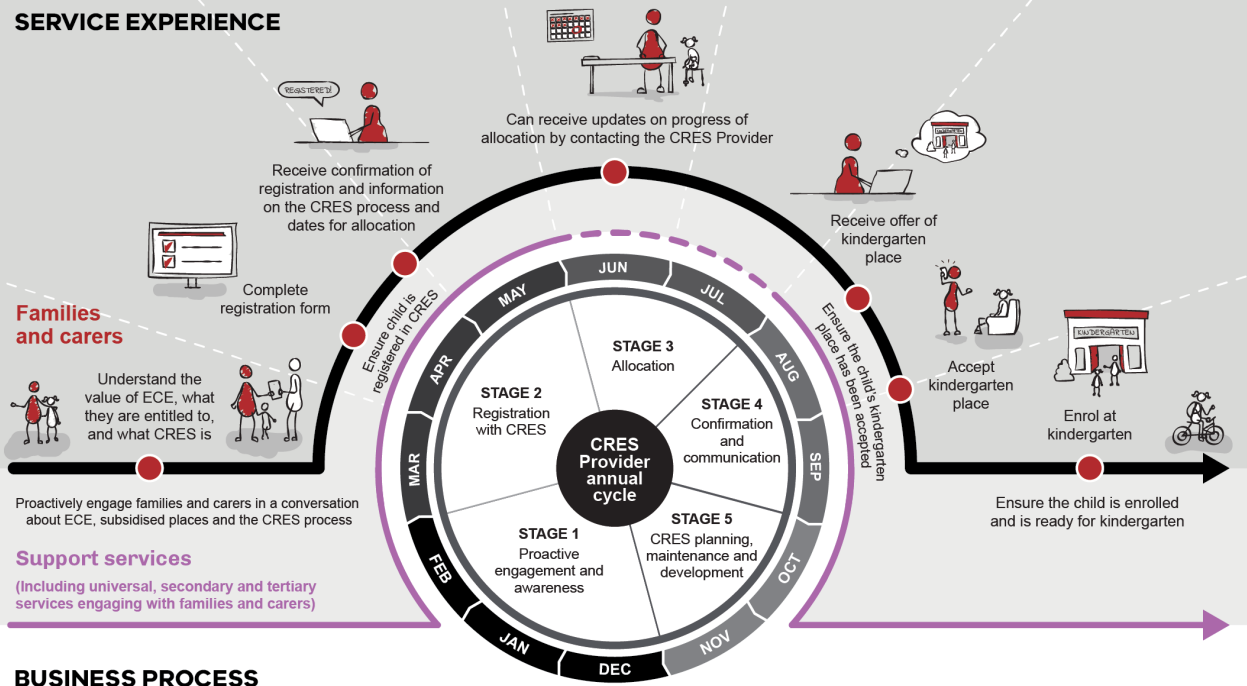 SERVICE EXPERIENCE
REGISTERED!
Receive confirmation of
registration and information
on the CRES process and
dates for allocation
Can receive updates on progress of
allocation by contacting the CRES Provider
KINDERGARTEN
Receive offer of
kindergarten
place
Complete
registration form
Families
and carers
Understand the
value of ECE, what
they are entitled to,
and what CRES is
Ensure child is
registered in CRES
Ensure the child's kindergarten
place has been accepted
Accept
kindergarten
place
KINDERGARTEN
Enrol at
kindergarten
Proactively engage families and carers in a conversation
about ECE, subsidised places and the CRES process
Ensure the child is enrolled
and is ready for kindergarten
Support services
(Including universal, secondary and tertiary
services engaging with families and carers)
JAN
FEB
MAR
APR
MAY
JUN
JUL
AUG
SEP
OCT
NOV
DEC
CRES
Provider
annual
cycle
STAGE 1
Proactive
engagement and
awareness
STAGE 2
Registration
with CRES
STAGE 3
Allocation
STAGE 4
Confirmation
and
communication
STAGE 5
CRES planning,
maintenance and
development
BUSINESS PROCESS